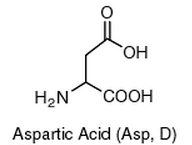 O
OH
H₂N
COOH
Aspartic Acid (Asp, D)